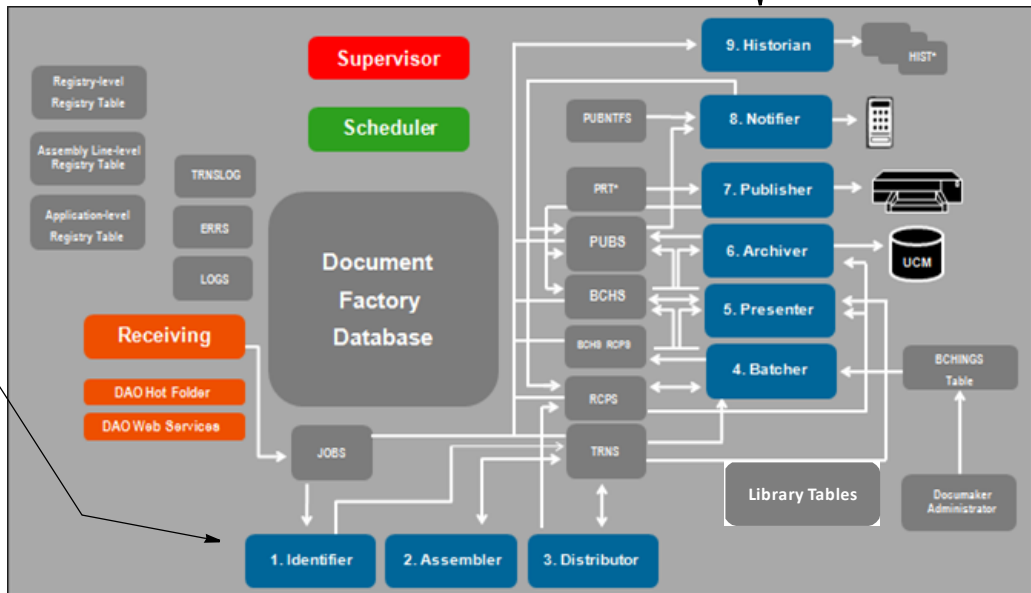 Supervisor
Scheduler
Registry-level
Registry Table
Assembly Line-level
Registry Table
Application-level
Registry Table
TRNSLOG
ERRS
LOGS
Document
Factory
Database
Receiving
DAO Hot Folder
DAO Web Services
JOBS
1. Identifier
2. Assembler
3. Distributor
PUBNTFS
PRT*
PUBS
BCHS
BCHS RCPS
RCPS
TRNS
9. Historian
HIST*
8. Notifier
7. Publisher
6. Archiver
UCM
5. Presenter
4. Batcher
BCHINGS
Table
Library Tables
Documaker
Administrator